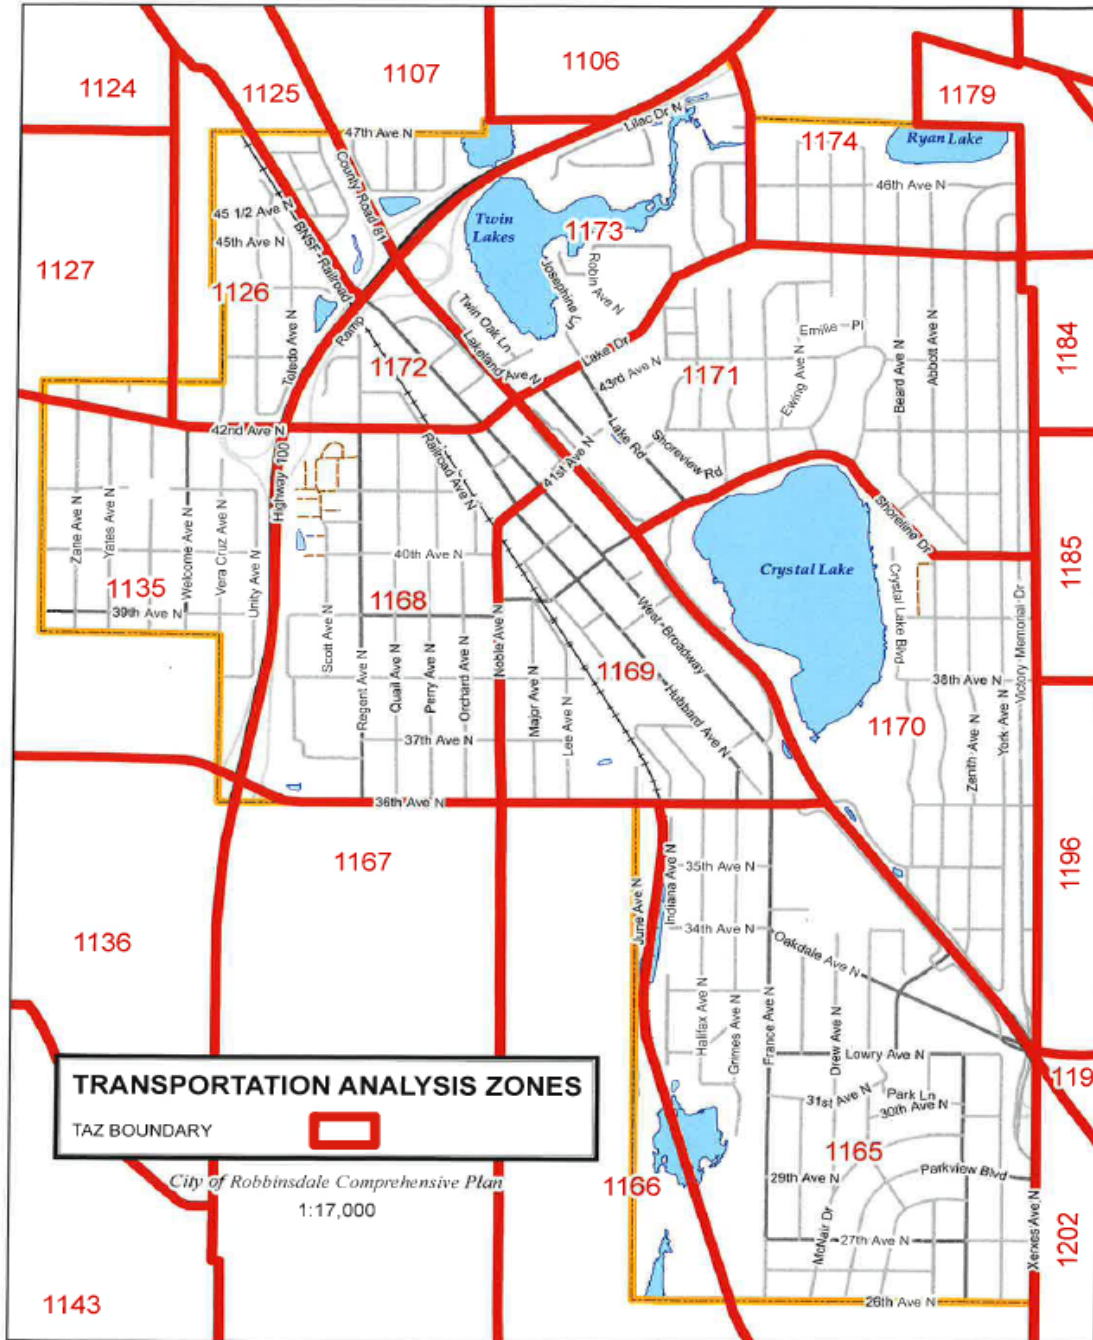 1124
1125
1107
1106
1179
1174
Ryan Lake
Lilac Dr N
47th Ave N
County Road 81
46th Ave N
45 1/2 Ave N
45th Ave N
BNSF Railroad
Twin
Lakes
1173
Robin Ave N
Josephine Ln
1127
1126
Toledo Ave N
Ramp
Twin Oak Ln
Lakeland Ave N
1172
Lake Dr
43rd Ave N
1171
Emilie Pl
Ewing Ave N
Beard Ave N
Abbott Ave N
1184
42nd Ave N
Highway 100
Railroad Ave N
41st Ave N
Lake Rd
Shoreview Rd
Shoreline Dr
Zane Ave N
Yates Ave N
Welcome Ave N
Vera Cruz Ave N
Unity Ave N
1135
39th Ave N
40th Ave N
1168
Scott Ave N
Regent Ave N
Quail Ave N
Perry Ave N
Orchard Ave N
Noble Ave N
Major Ave N
Lee Ave N
37th Ave N
1169
West Broadway
Hubbard Ave N
Crystal Lake
Crystal Lake Blvd
1185
Victory Memorial Dr
38th Ave N
1170
Zenith Ave N
York Ave N
36th Ave N
1167
1196
35th Ave N
June Ave N
Indiana Ave N
34th Ave N
Oakdale Ave N
1136
Halifax Ave N
Grimes Ave N
France Ave N
Drew Ave N
Lowry Ave N
119
31st Ave N
Park Ln
30th Ave N
1165
29th Ave N
Parkview Blvd
McNair Dr
27th Ave N
Xerxes Ave N
1202
1166
26th Ave N
TRANSPORTATION ANALYSIS ZONES
TAZ BOUNDARY
City of Robbinsdale Comprehensive Plan
1:17,000
1143